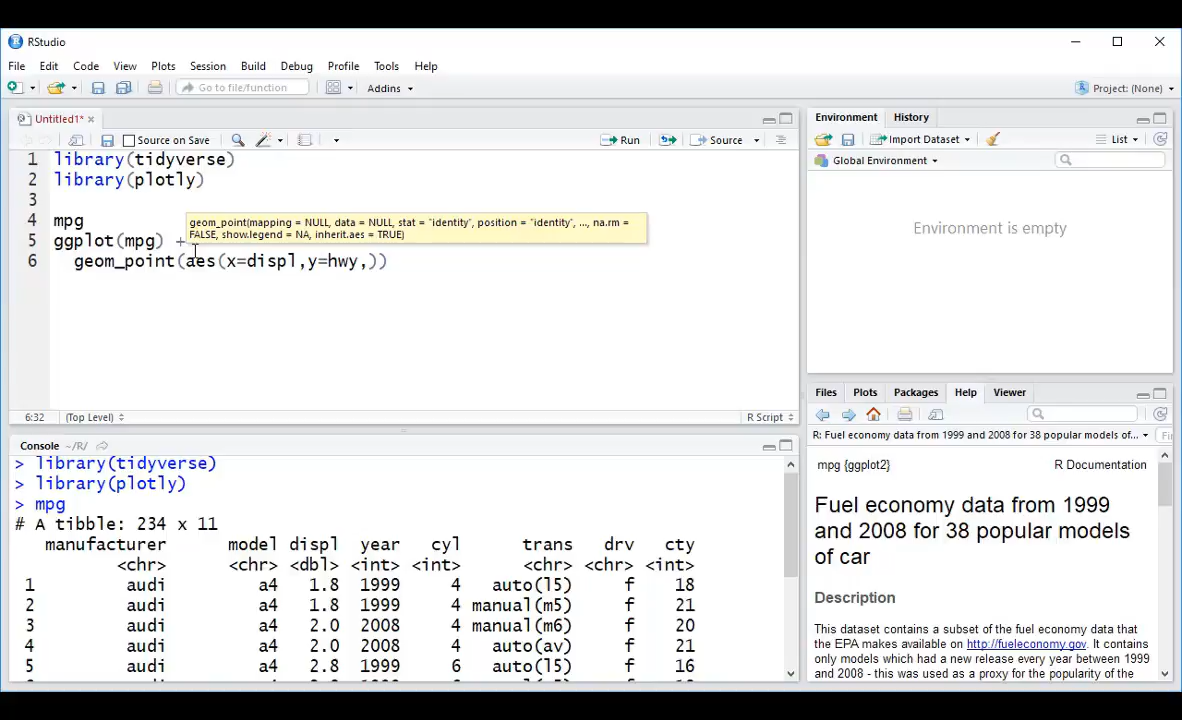 RStudio
File Edit Code View Plots Session Build Debug Profile Tools Help
Go to file/function Addins Project: (None)
Untitled1*
Source on Save Run Source
1 library(tidyverse)
2 library(plotly)
3
4 mpg
5 ggplot(mpg) +
geom_point(mapping = NULL, data = NULL, stat = "identity", position = "identity", ..., na.rm =
FALSE, show.legend = NA, inherit.aes = TRUE)
6 geom_point(aes(x=displ,y=hwy,))
6:32 (Top Level) R Script
Console ~/R/
> library(tidyverse)
> library(plotly)
> mpg
# A tibble: 234 x 11
manufacturer model displ year cyl trans drv cty
<chr> <chr> <dbl> <int> <int> <chr> <chr> <int>
1 audi a4 1.8 1999 4 auto(l5) f 18
2 audi a4 1.8 1999 4 manual(m5) f 21
3 audi a4 2.0 2008 4 manual(m6) f 20
4 audi a4 2.0 2008 4 auto(av) f 21
5 audi a4 2.8 1999 6 auto(l5) f 16
Environment History
Import Dataset List
Global Environment
Environment is empty
Files Plots Packages Help Viewer
R: Fuel economy data from 1999 and 2008 for 38 popular models of... Fi
mpg {ggplot2} R Documentation
Fuel economy data from 1999
and 2008 for 38 popular models
of car
Description
This dataset contains a subset of the fuel economy data that
the EPA makes available on http://fueleconomy.gov. It contains
only models which had a new release every year between 1999
and 2008 - this was used as a proxy for the popularity of the